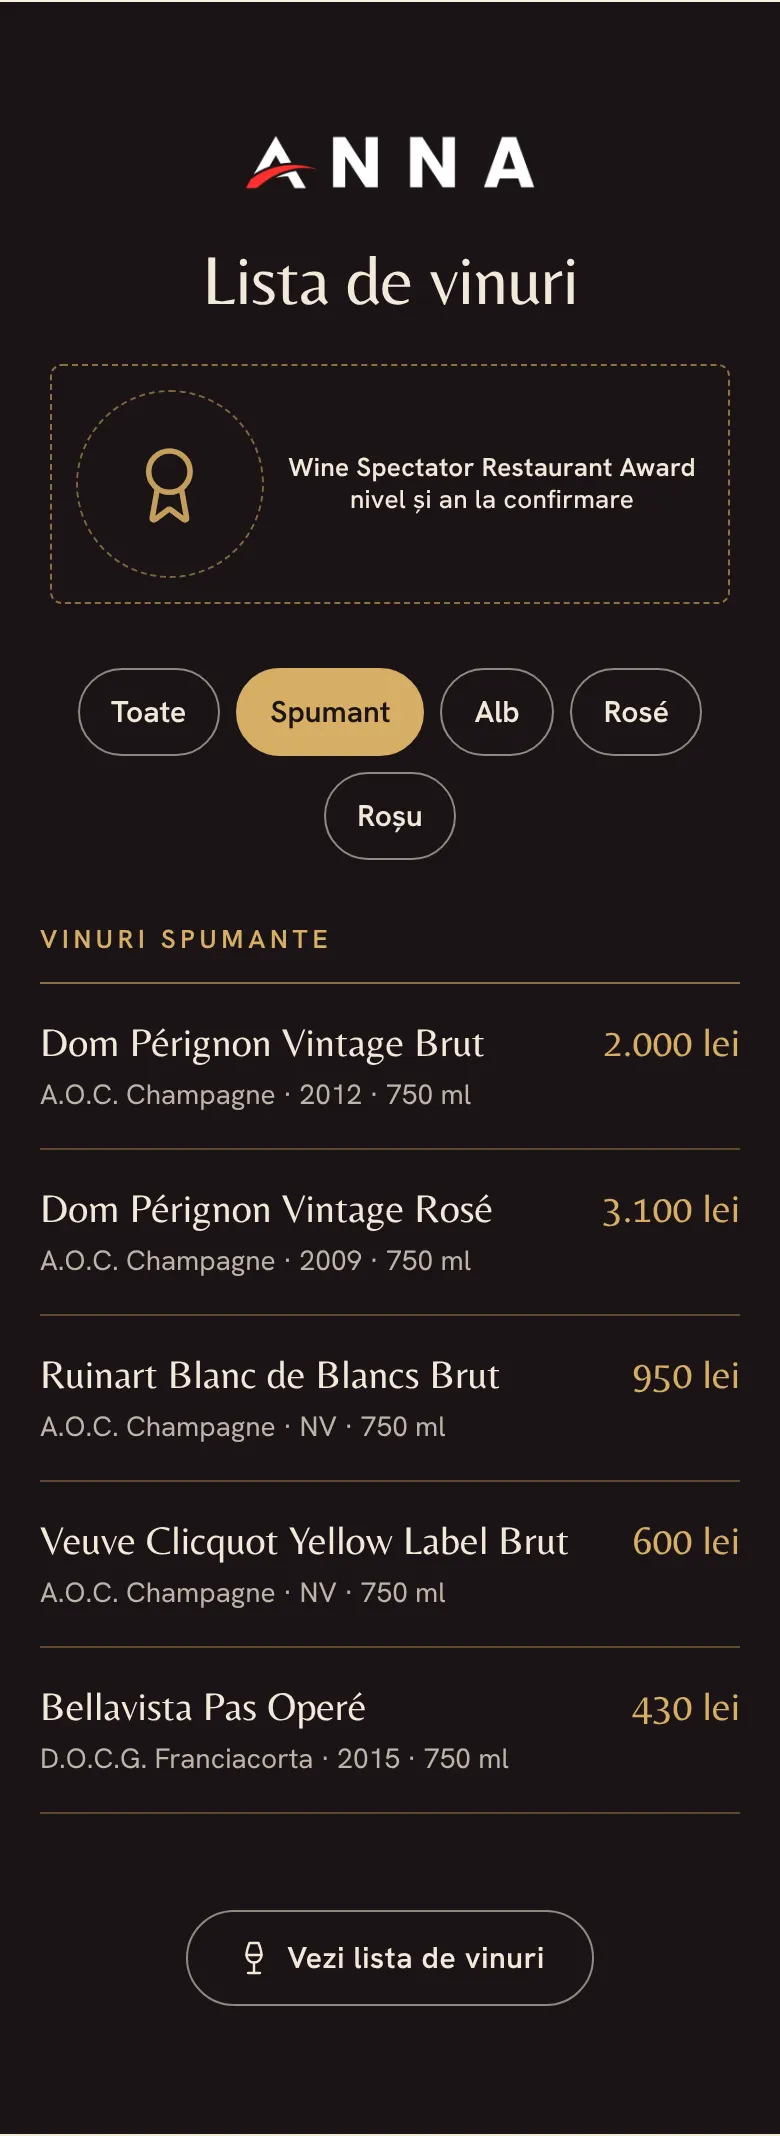 ANNA
Lista de vinuri
Wine Spectator Restaurant Award
nivel și an la confirmare
Toate
Spumant
Alb
Rosé
Roșu
VINURI SPUMANTE
Dom Pérignon Vintage Brut 2.000 lei
A.O.C. Champagne · 2012 · 750 ml
Dom Pérignon Vintage Rosé 3.100 lei
A.O.C. Champagne · 2009 · 750 ml
Ruinart Blanc de Blancs Brut 950 lei
A.O.C. Champagne · NV · 750 ml
Veuve Clicquot Yellow Label Brut 600 lei
A.O.C. Champagne · NV · 750 ml
Bellavista Pas Operé 430 lei
D.O.C.G. Franciacorta · 2015 · 750 ml
Vezi lista de vinuri